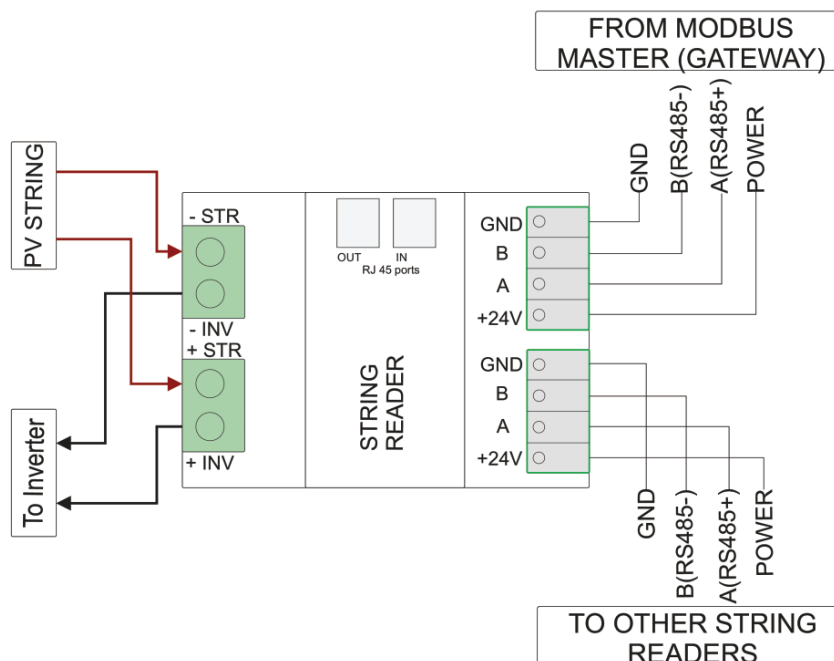 FROM MODBUS
MASTER (GATEWAY)
GND
B(RS485-)
A(RS485+)
POWER
PV STRING
- STR
- INV
+ STR
+ INV
To Inverter
OUT
IN
RJ 45 ports
STRING
READER
GND
B
A
+24V
GND
B
A
+24V
GND
B(RS485-)
A(RS485+)
POWER
TO OTHER STRING
READERS